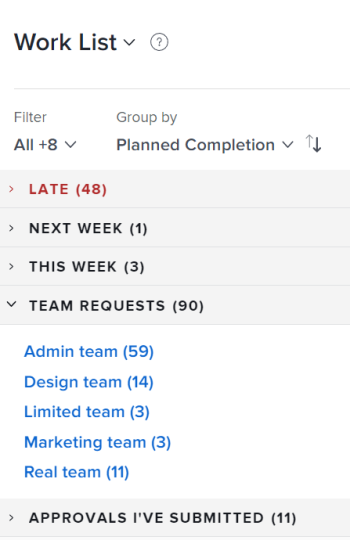 Work List
?
Filter Group by
All +8 Planned Completion
LATE (48)
NEXT WEEK (1)
THIS WEEK (3)
TEAM REQUESTS (90)
Admin team (59)
Design team (14)
Limited team (3)
Marketing team (3)
Real team (11)
APPROVALS I'VE SUBMITTED (11)